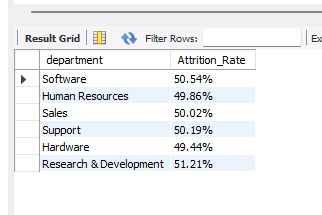 Result Grid Filter Rows: Ex
department Attrition_Rate
Software 50.54%
Human Resources 49.86%
Sales 50.02%
Support 50.19%
Hardware 49.44%
Research & Development 51.21%